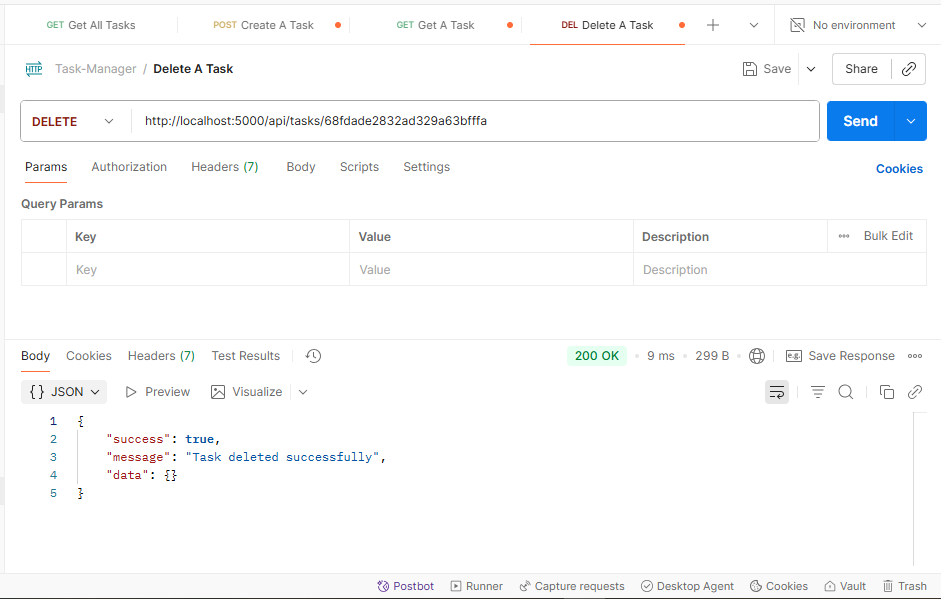 GET Get All Tasks POST Create A Task GET Get A Task DEL Delete A Task No environment
HTTP Task-Manager / Delete A Task Save Share
DELETE http://localhost:5000/api/tasks/68fdade2832ad329a63bfffa Send
Params Authorization Headers (7) Body Scripts Settings Cookies
Query Params
Key Value Description Bulk Edit
Key Value Description
Body Cookies Headers (7) Test Results 200 OK 9 ms 299 B e.g. Save Response
{} JSON Preview Visualize
1 {
2 "success": true,
3 "message": "Task deleted successfully",
4 "data": {}
5 }
Postbot Runner Capture requests Desktop Agent Cookies Vault Trash